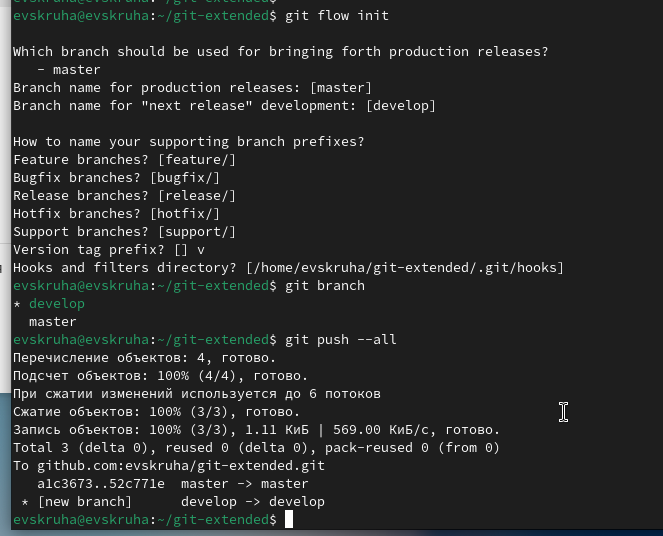 evskruha@evskruha:~/git-extended$ git flow init

Which branch should be used for bringing forth production releases?
   - master
Branch name for production releases: [master]
Branch name for "next release" development: [develop]

How to name your supporting branch prefixes?
Feature branches? [feature/]
Bugfix branches? [bugfix/]
Release branches? [release/]
Hotfix branches? [hotfix/]
Support branches? [support/]
Version tag prefix? [] v
Hooks and filters directory? [/home/evskruha/git-extended/.git/hooks]
evskruha@evskruha:~/git-extended$ git branch
* develop
  master
evskruha@evskruha:~/git-extended$ git push --all
Перечисление объектов: 4, готово.
Подсчет объектов: 100% (4/4), готово.
При сжатии изменений используется до 6 потоков
Сжатие объектов: 100% (3/3), готово.
Запись объектов: 100% (3/3), 1.11 КиБ | 569.00 КиБ/с, готово.
Total 3 (delta 0), reused 0 (delta 0), pack-reused 0 (from 0)
To github.com:evskruha/git-extended.git
   a1c3673..52c771e  master -> master
 * [new branch]      develop -> develop
evskruha@evskruha:~/git-extended$